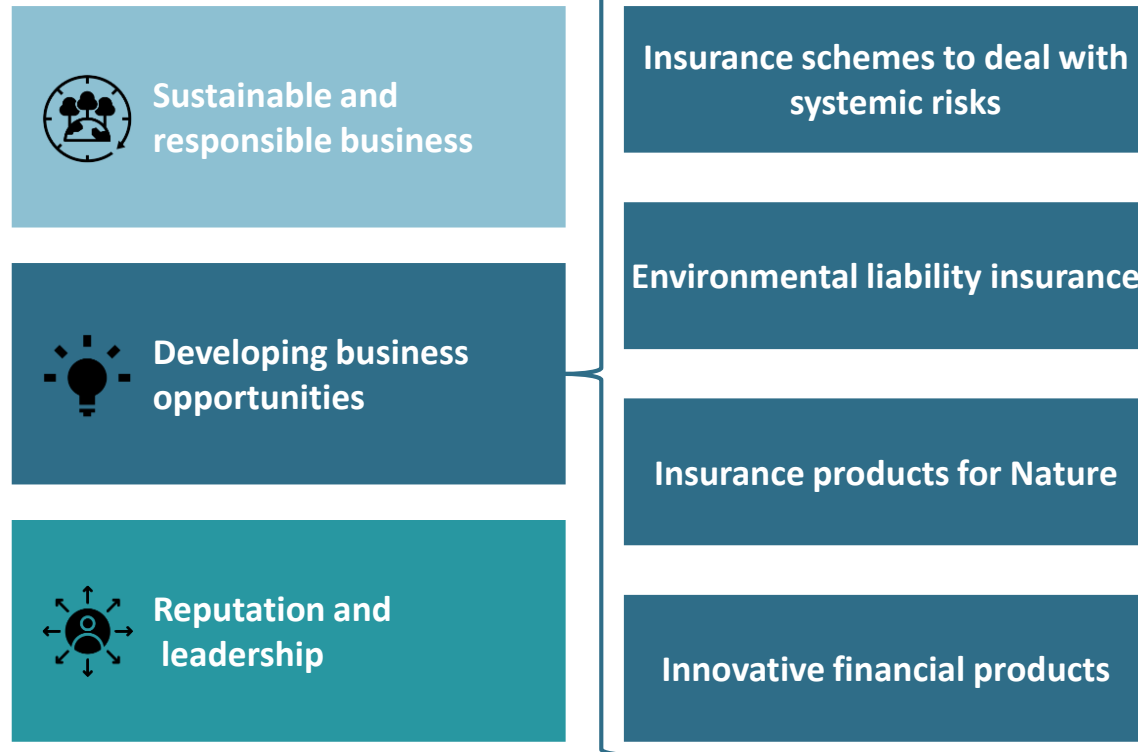 Sustainable and
responsible business
Developing business
opportunities
Reputation and
leadership
Insurance schemes to deal with
systemic risks
Environmental liability insurance
Insurance products for Nature
Innovative financial products